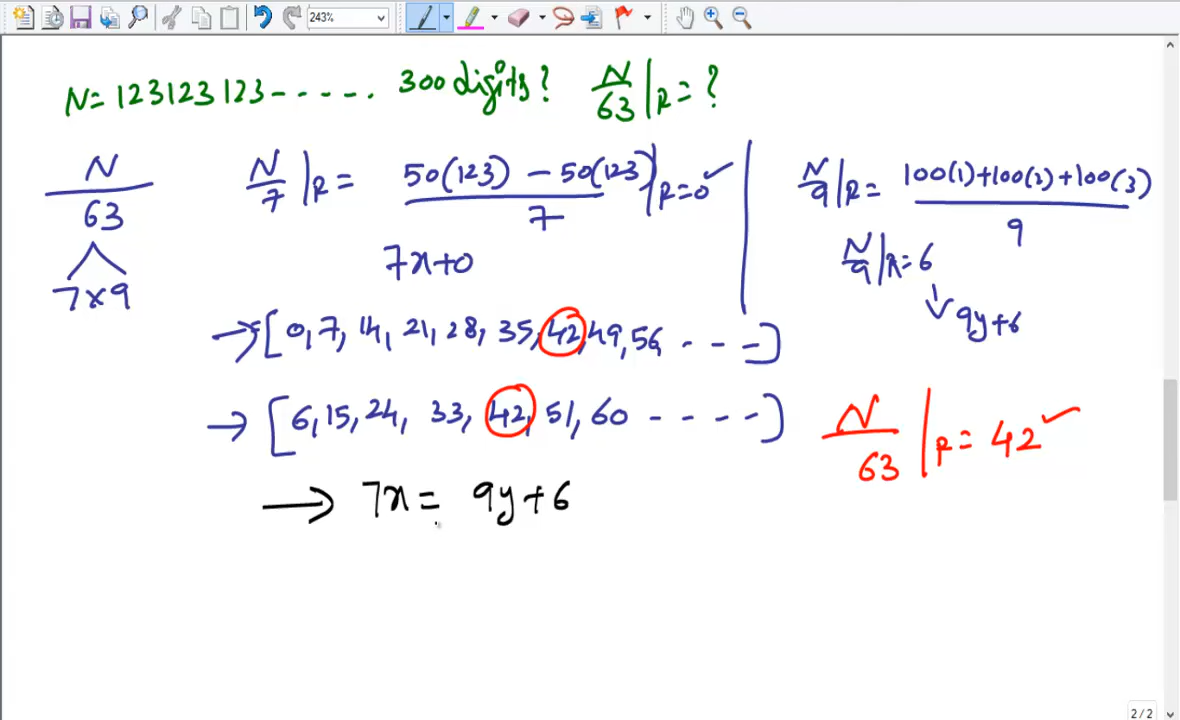 243%
N=123123123-----. 300 digits? N/63|R=?
N/63
7×9
N/7|R= 50(123) - 50(123)/7|R=0✓
7x+0
N/9|R= 100(1)+100(2)+100(3)/9
N/9|R=6
9y+6
→[0,7,14,21,28,35,42,49,56 - - - -]
→[6,15,24, 33, 42, 51, 60 - - - - -]
N/63|R=42✓
→ 7x= 9y+6
2/2